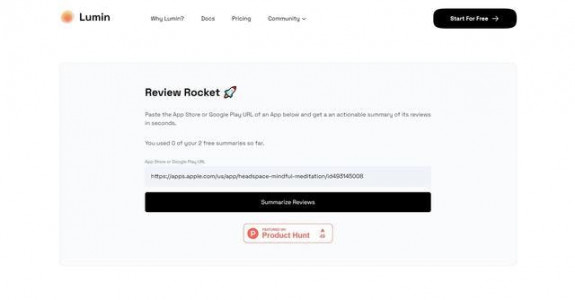 Lumin
Why Lumin?
Docs
Pricing
Community
Start For Free →
Review Rocket 🚀
Paste the App Store or Google Play URL of an App below and get a an actionable summary of its reviews
in seconds.
You used 0 of your 2 free summaries so far.
App Store or Google Play URL
https://apps.apple.com/us/app/headspace-mindful-meditation/id493145008
Summarize Reviews
P
FEATURED ON
Product Hunt